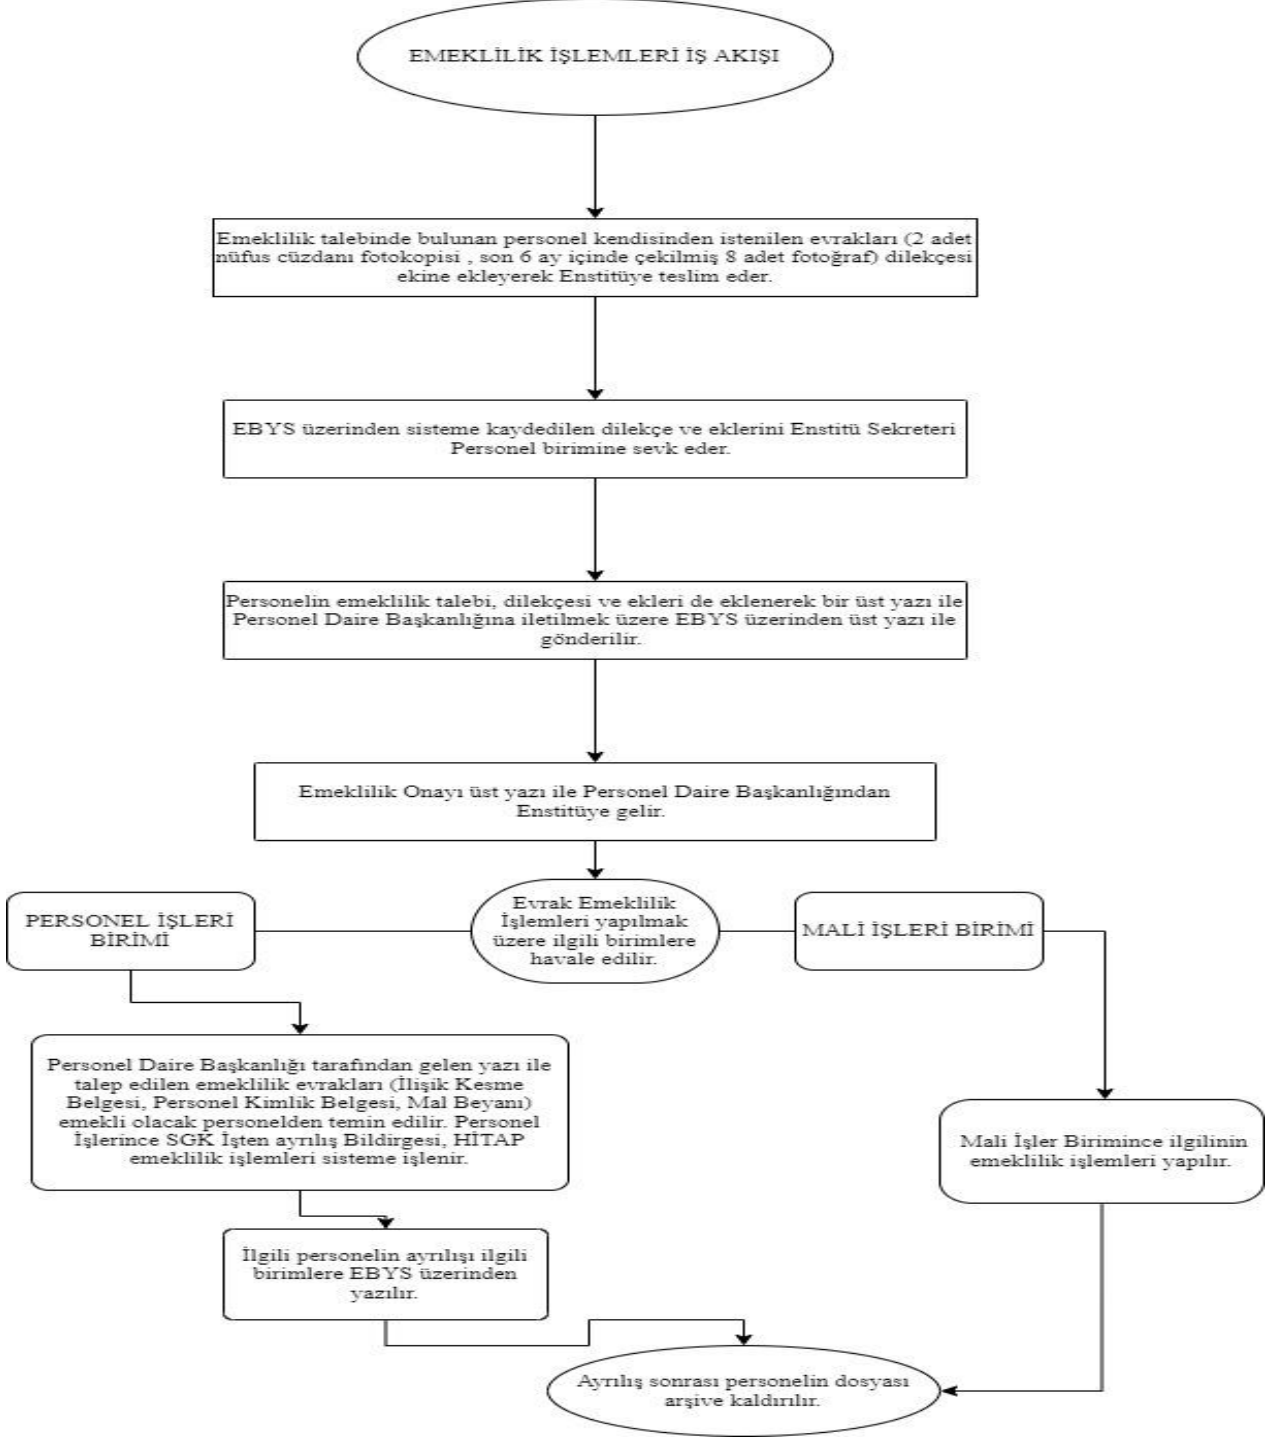 EMEKLİLİK İŞLEMLERİ İŞ AKIŞI
Emeklilik talebinde bulunan personel kendisinden istenilen evrakları (2 adet
nüfus cüzdanı fotokopisi , son 6 ay içinde çekilmiş 8 adet fotoğraf) dilekçesi
ekine ekleyerek Enstitüye teslim eder.
EBYS üzerinden sisteme kaydedilen dilekçe ve eklerini Enstitü Sekreteri
Personel birimine sevk eder.
Personelin emeklilik talebi, dilekçesi ve ekleri de eklenerek bir üst yazı ile
Personel Daire Başkanlığına iletilmek üzere EBYS üzerinden üst yazı ile
gönderilir.
Emeklilik Onayı üst yazı ile Personel Daire Başkanlığından
Enstitüye gelir.
Evrak Emeklilik
İşlemleri yapılmak
üzere ilgili birimlere
havale edilir.
PERSONEL İŞLERİ
BİRİMİ
MALİ İŞLERİ BİRİMİ
Personel Daire Başkanlığı tarafından gelen yazı ile
talep edilen emeklilik evrakları (İlişik Kesme
Belgesi, Personel Kimlik Belgesi, Mal Beyanı)
emekli olacak personelden temin edilir. Personel
İşlerince SGK İşten ayrılış Bildirgesi, HİTAP
emeklilik işlemleri sisteme işlenir.
Mali İşler Birimince ilgilinin
emeklilik işlemleri yapılır.
İlgili personelin ayrılışı ilgili
birimlere EBYS üzerinden
yazılır.
Ayrılış sonrası personelin dosyası
arşive kaldırılır.